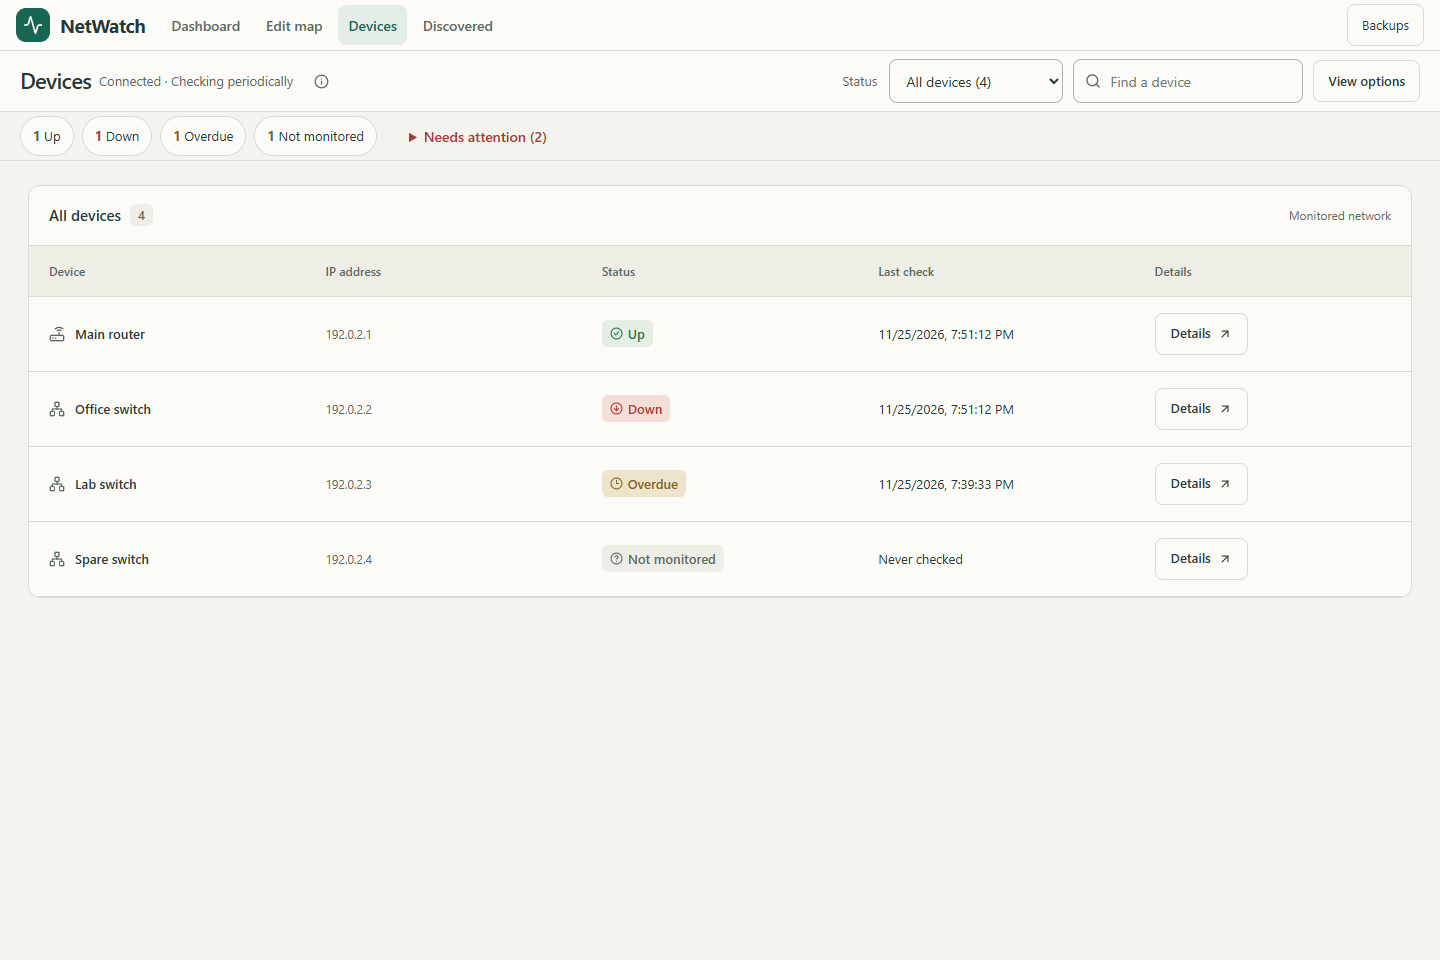 NetWatch Dashboard Edit map Devices Discovered Backups
Devices Connected · Checking periodically Status All devices (4) Find a device View options
1 Up 1 Down 1 Overdue 1 Not monitored Needs attention (2)
All devices 4 Monitored network
Device IP address Status Last check Details
Main router 192.0.2.1 Up 11/25/2026, 7:51:12 PM Details
Office switch 192.0.2.2 Down 11/25/2026, 7:51:12 PM Details
Lab switch 192.0.2.3 Overdue 11/25/2026, 7:39:33 PM Details
Spare switch 192.0.2.4 Not monitored Never checked Details